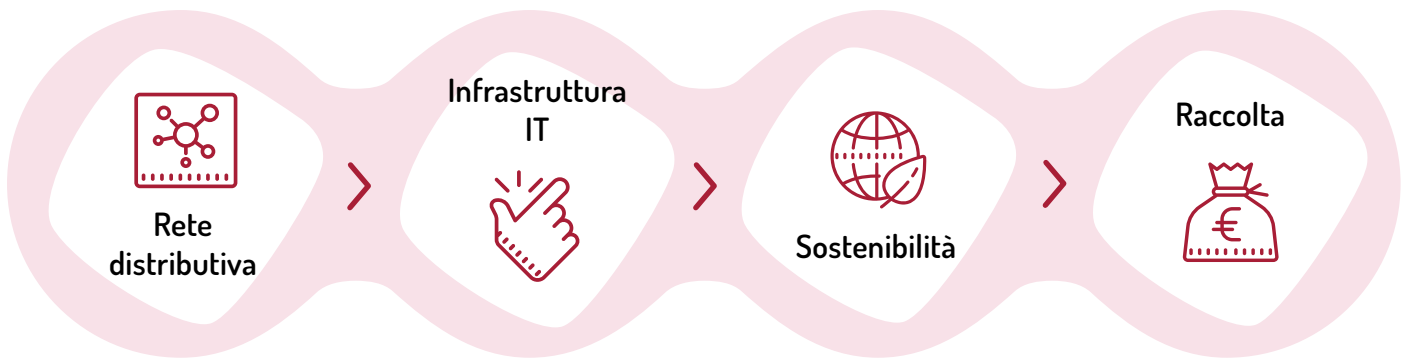 Rete
distributiva
Infrastruttura
IT
Sostenibilità
Raccolta
€